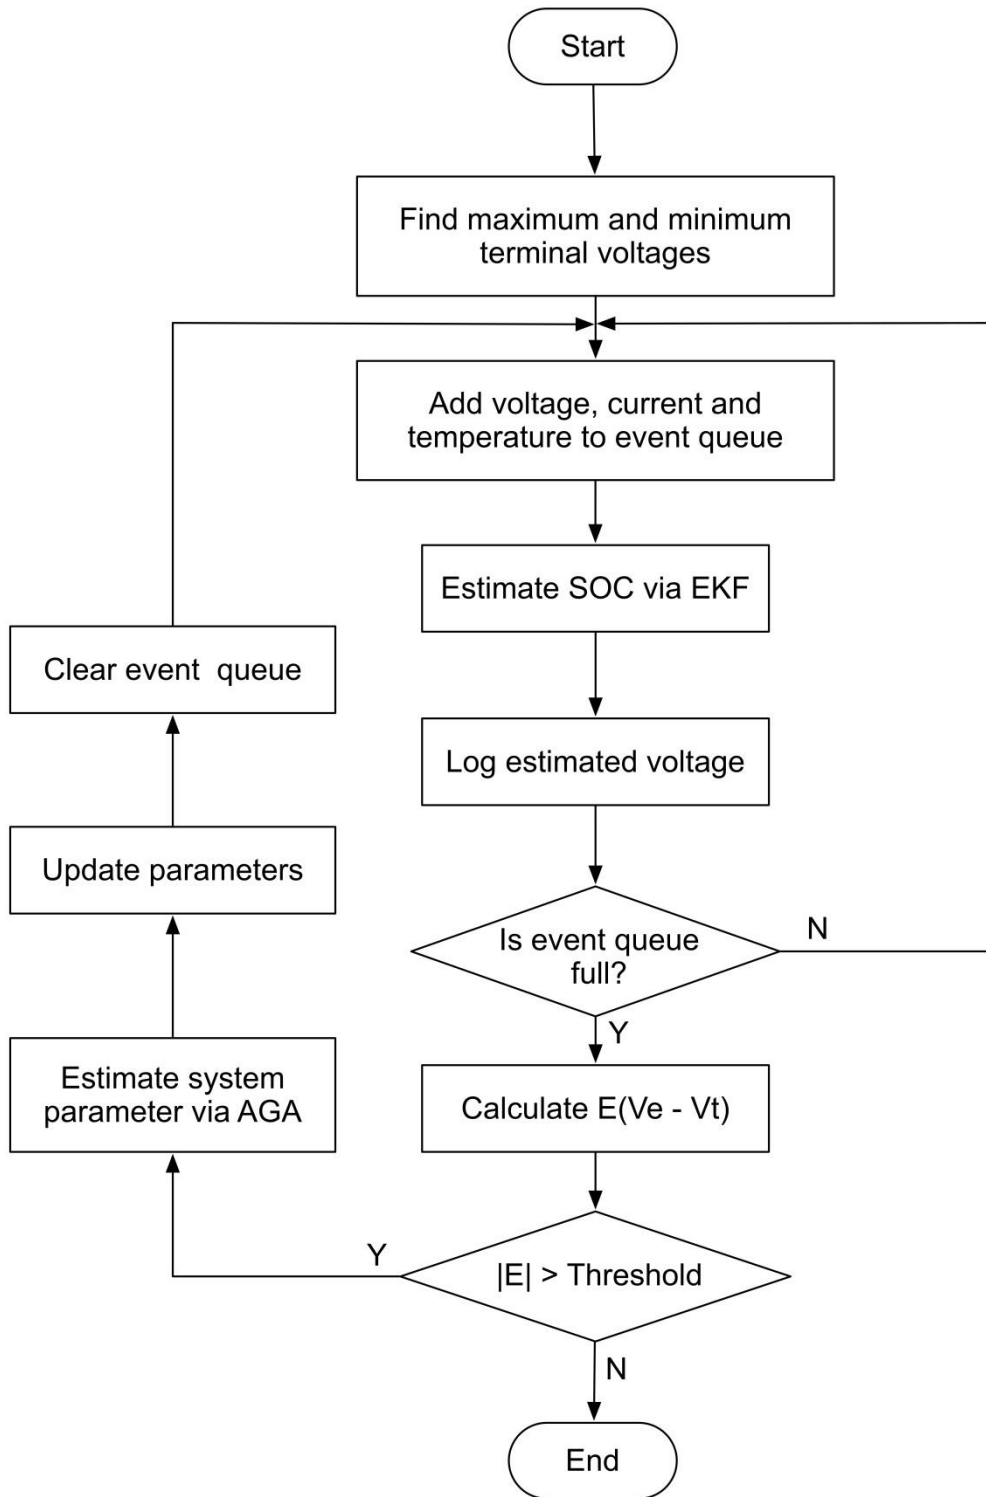 Start
Find maximum and minimum
terminal voltages
Add voltage, current and
temperature to event queue
Estimate SOC via EKF
Clear event queue
Log estimated voltage
Update parameters
Is event queue
full?
N
Y
Estimate system
parameter via AGA
Calculate E(Ve - Vt)
Y
|E| > Threshold
N
End